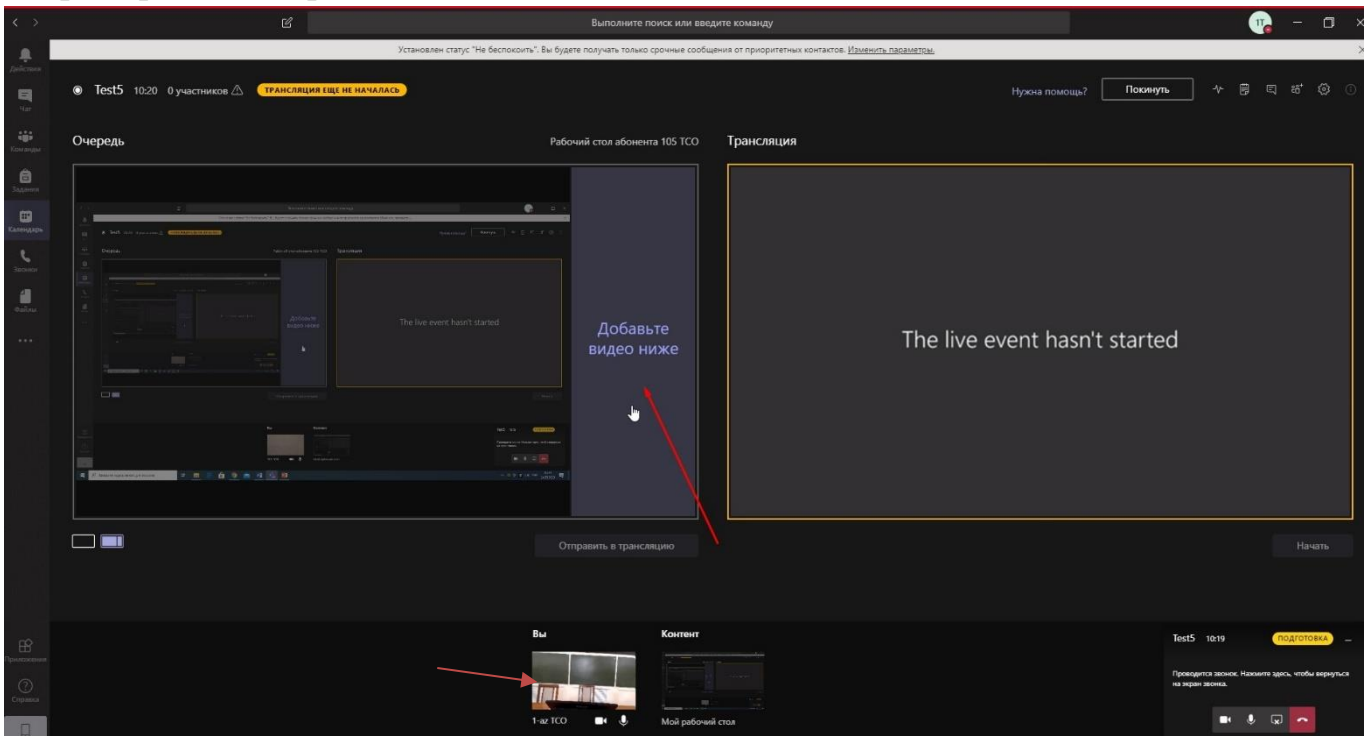 Выполните поиск или введите команду
1T
Установлен статус "Не беспокоить". Вы будете получать только срочные сообщения от приоритетных контактов. Изменить параметры.
Действия
Чат
Команды
Задания
Календарь
Звонки
Файлы
Приложения
Справка
Test5 10:20 0 участников ТРАНСЛЯЦИЯ ЕЩЕ НЕ НАЧАЛАСЬ
Нужна помощь? Покинуть
Очередь
Рабочий стол абонента 105 ТСО
Трансляция
The live event hasn't started
Добавьте
видео ниже
The live event hasn't started
Отправить в трансляцию
Начать
Вы
Контент
1-аz ТСО
Мой рабочий стол
Test5 10:19 ПОДГОТОВКА
Проводится звонок. Нажмите здесь, чтобы вернуться
на экран звонка.